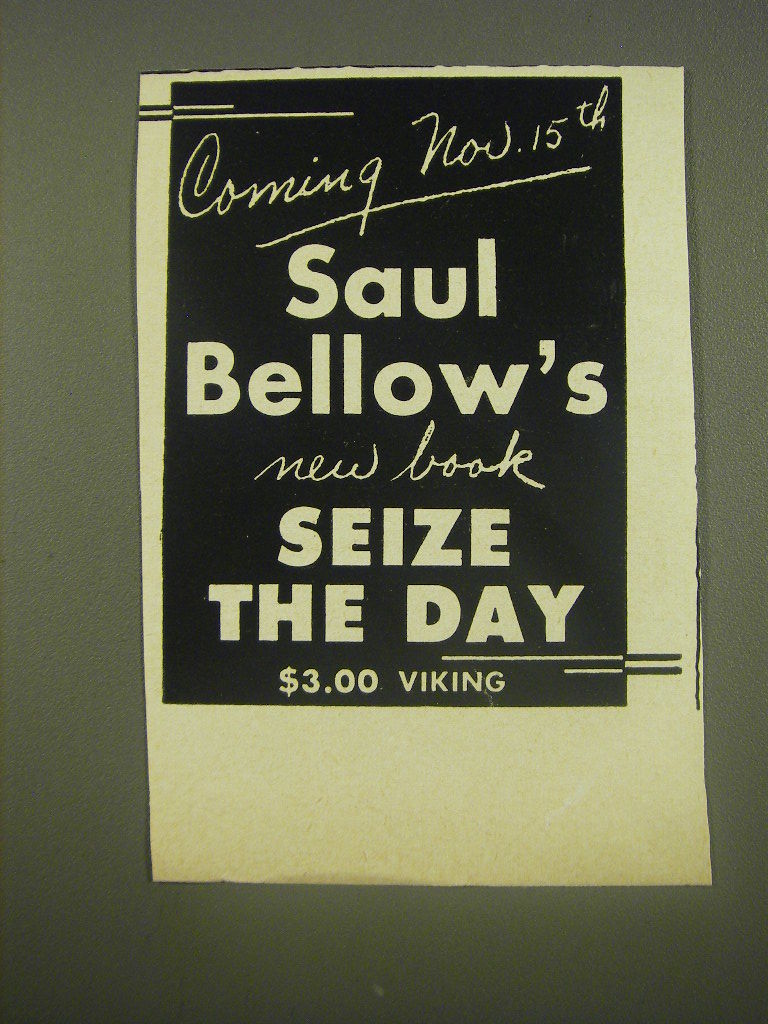 Coming Nov. 15th
Saul
Bellow's
new book
SEIZE
THE DAY
$3.00 VIKING